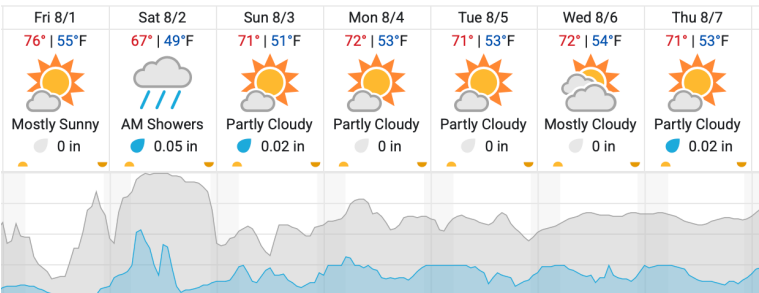 Fri 8/1 Sat 8/2 Sun 8/3 Mon 8/4 Tue 8/5 Wed 8/6 Thu 8/7
76° | 55°F 67° | 49°F 71° | 51°F 72° | 53°F 71° | 53°F 72° | 54°F 71° | 53°F
Mostly Sunny AM Showers Partly Cloudy Partly Cloudy Partly Cloudy Mostly Cloudy Partly Cloudy
0 in 0.05 in 0.02 in 0 in 0 in 0 in 0.02 in